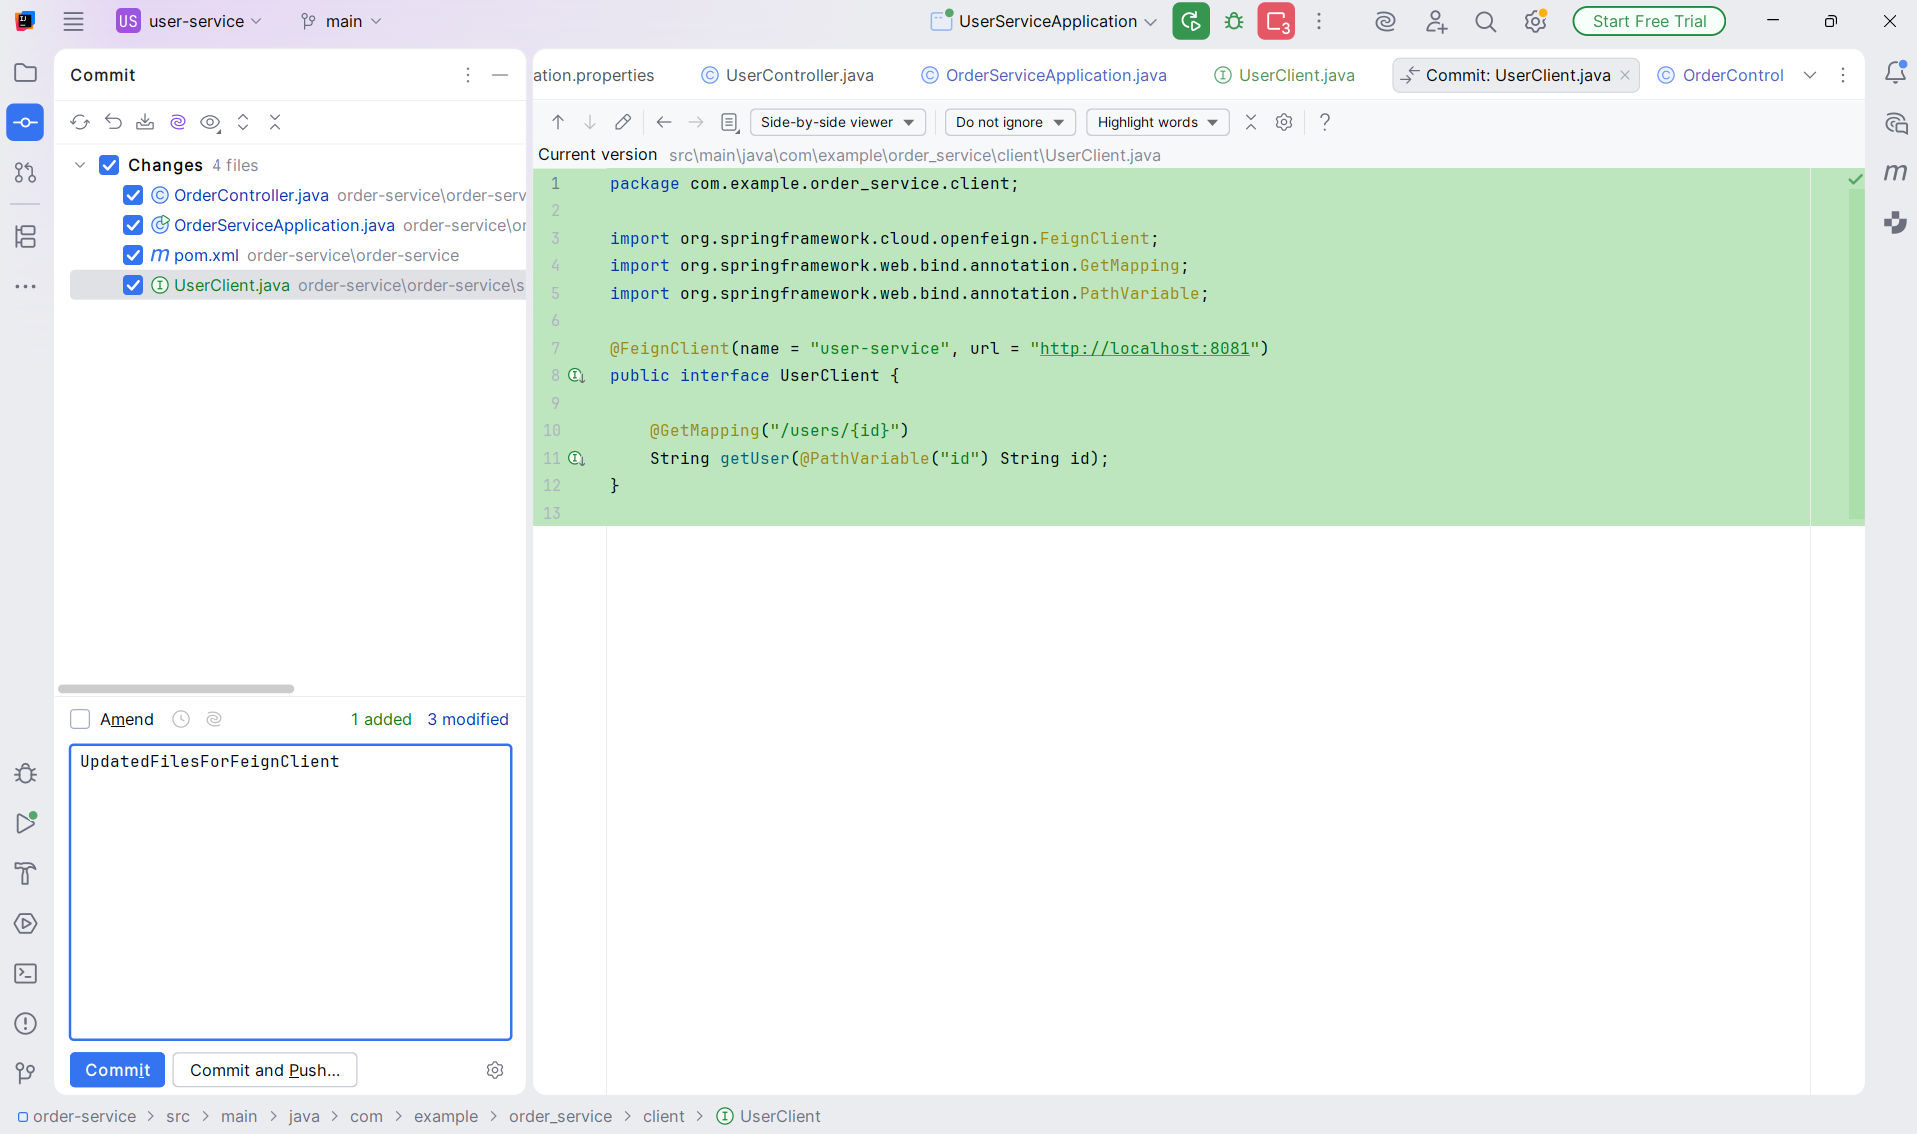 US user-service
main
UserServiceApplication
3
Start Free Trial
Commit
ation.properties
UserController.java
OrderServiceApplication.java
UserClient.java
Commit: UserClient.java
OrderControl
Side-by-side viewer
Do not ignore
Highlight words
?
Current version src\main\java\com\example\order_service\client\UserClient.java
Changes 4 files
OrderController.java order-service\order-serv
OrderServiceApplication.java order-service\or
pom.xml order-service\order-service
UserClient.java order-service\order-service\s
1 package com.example.order_service.client;
2
3 import org.springframework.cloud.openfeign.FeignClient;
4 import org.springframework.web.bind.annotation.GetMapping;
5 import org.springframework.web.bind.annotation.PathVariable;
6
7 @FeignClient(name = "user-service", url = "http://localhost:8081")
8 public interface UserClient {
9
10 @GetMapping("/users/{id}")
11 String getUser(@PathVariable("id") String id);
12 }
13
Amend
1 added 3 modified
UpdatedFilesForFeignClient
Commit
Commit and Push...
order-service > src > main > java > com > example > order_service > client > UserClient